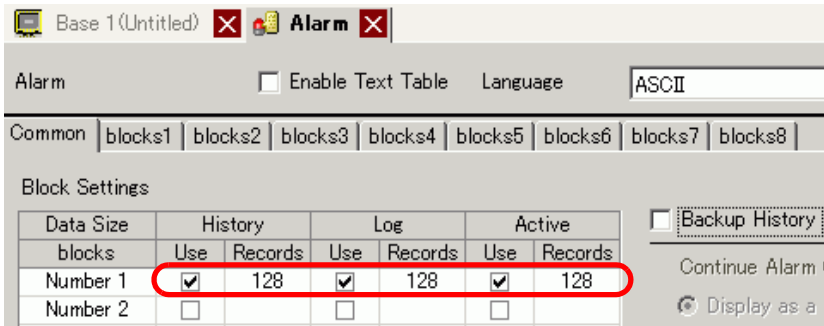 Base 1(Untitled) Alarm
Alarm Enable Text Table Language ASCII
Common blocks1 blocks2 blocks3 blocks4 blocks5 blocks6 blocks7 blocks8
Block Settings
Data Size History Log Active Backup History
blocks Use Records Use Records Use Records
Number 1 128 128 128 Continue Alarm
Number 2 Display as a